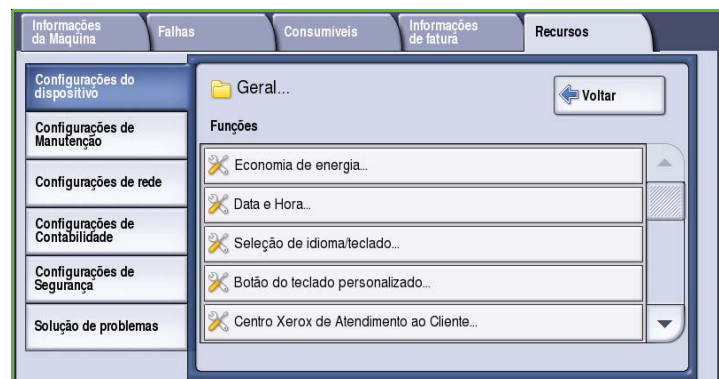 Informações
da Máquina
Falhas
Consumíveis
Informações
de fatura
Recursos
Configurações do
dispositivo
Geral...
Voltar
Configurações de
Manutenção
Funções
Economia de energia...
Configurações de rede
Data e Hora...
Configurações de
Contabilidade
Seleção de idioma/teclado...
Configurações de
Segurança
Botão do teclado personalizado...
Solução de problemas
Centro Xerox de Atendimento ao Cliente...